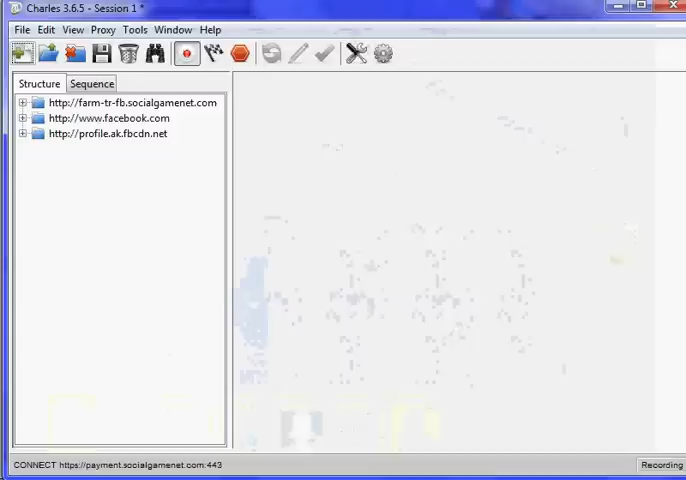 Charles 3.6.5 - Session 1 *
File Edit View Proxy Tools Window Help
Structure Sequence
http://farm-tr-fb.socialgamenet.com
http://www.facebook.com
http://profile.ak.fbcdn.net
CONNECT https://payment.socialgamenet.com:443 Recording